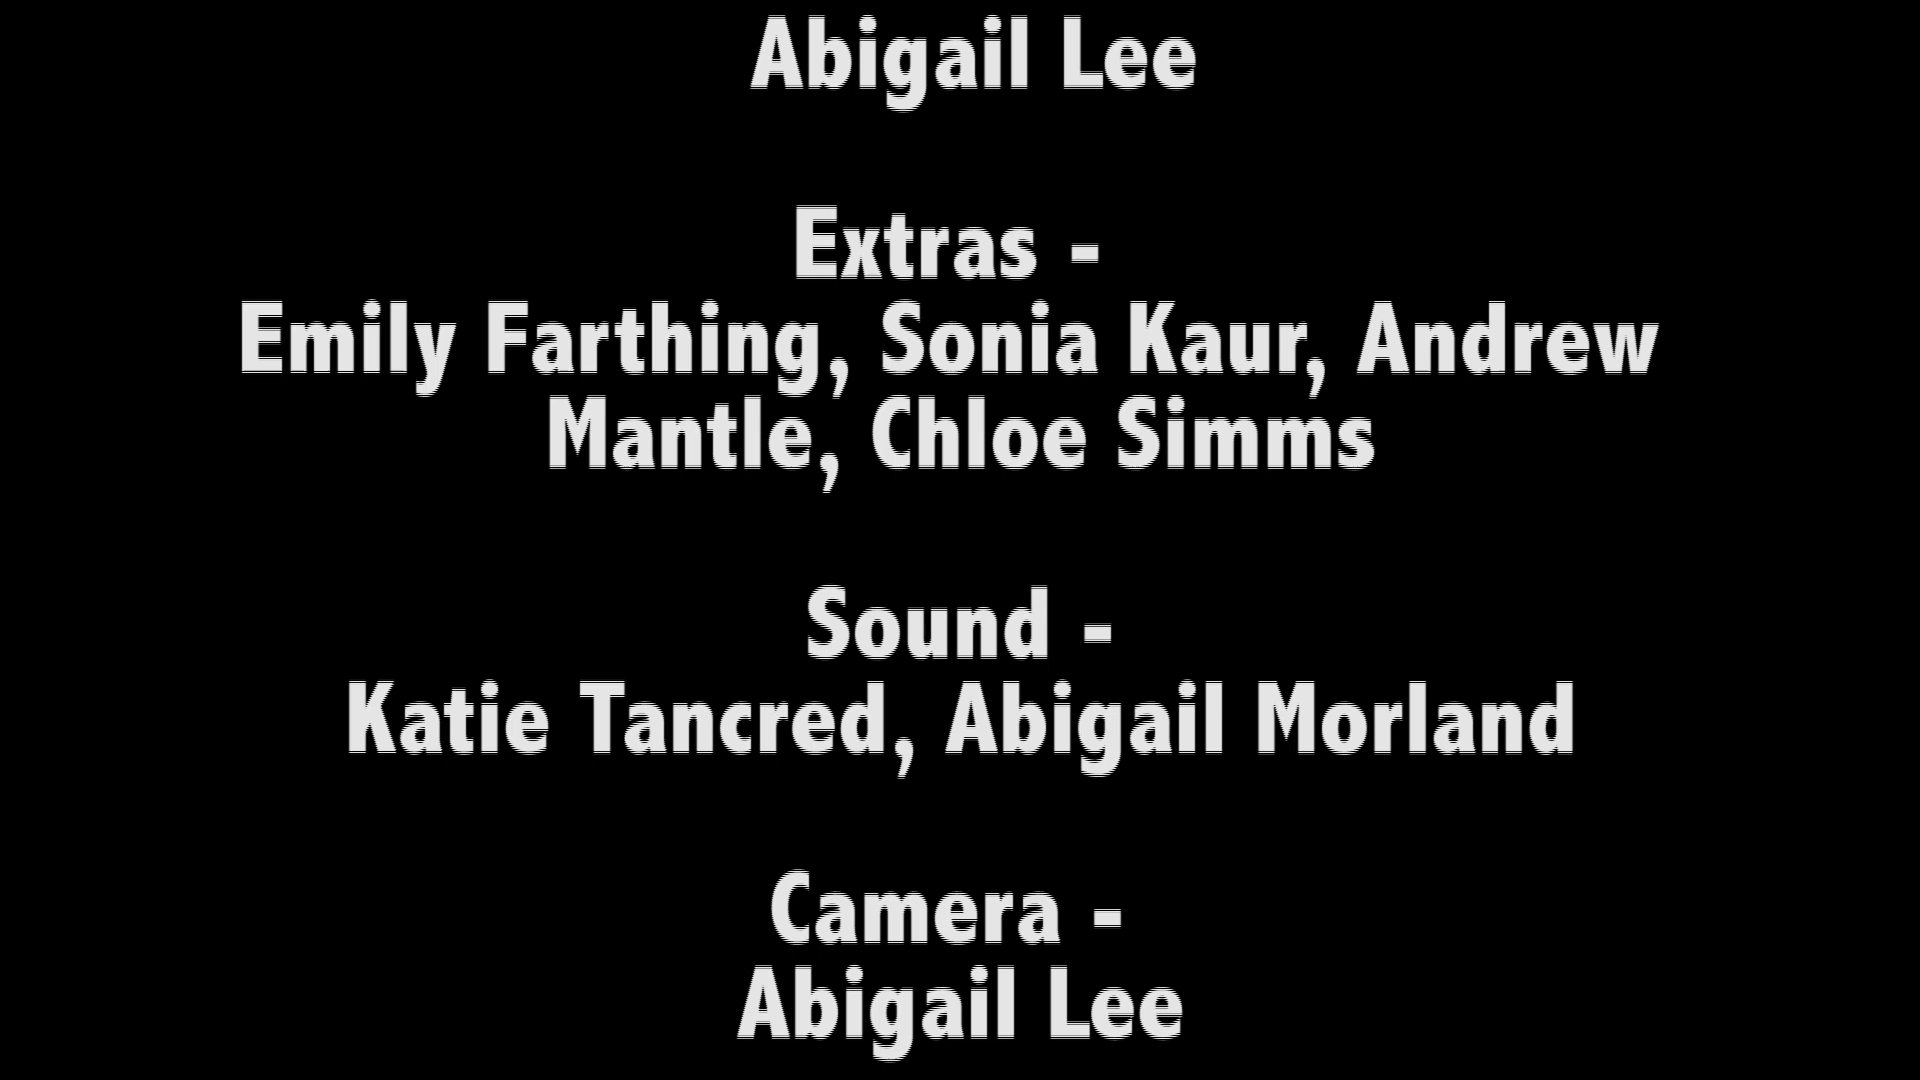 Abigail Lee
Extras -
Emily Farthing, Sonia Kaur, Andrew
Mantle, Chloe Simms
Sound -
Katie Tancred, Abigail Morland
Camera -
Abigail Lee